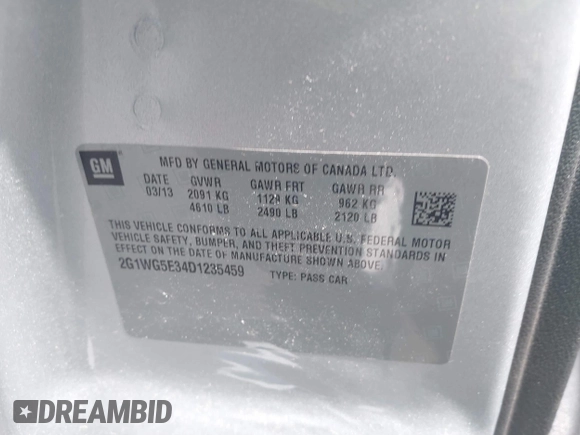 GM
MFD BY GENERAL MOTORS OF CANADA LTD.
DATE GVWR GAWR FRT GAWR RR
03/13 2091 KG 1129 KG 962 KG
4610 LB 2490 LB 2120 LB
THIS VEHICLE CONFORMS TO ALL APPLICABLE U.S. FEDERAL MOTOR
VEHICLE SAFETY, BUMPER, AND THEFT PREVENTION STANDARDS IN
EFFECT ON THE DATE OF MANUFACTURE SHOWN ABOVE.
2G1WG5E34D1235459 TYPE: PASS CAR
DREAMBID